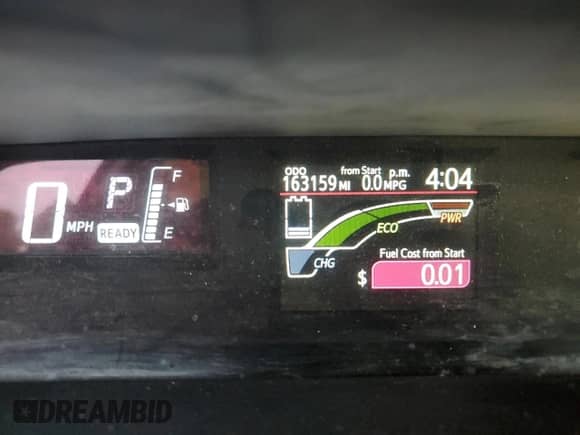 0 MPH
P
READY
F
E
ODO from Start p.m.
163159 MI 0.0 MPG 4:04
PWR
ECO
CHG
Fuel Cost from Start
$ 0.01
DREAMBID